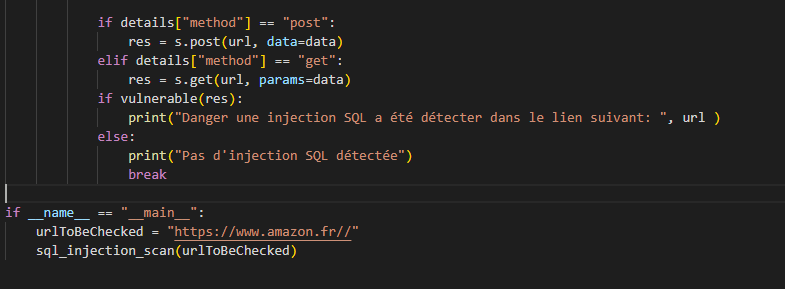 if details["method"] == "post":
res = s.post(url, data=data)
elif details["method"] == "get":
res = s.get(url, params=data)
if vulnerable(res):
print("Danger une injection SQL a été détecter dans le lien suivant: ", url )
else:
print("Pas d'injection SQL détectée")
break
if __name__ == "__main__":
urlToBeChecked = "https://www.amazon.fr//"
sql_injection_scan(urlToBeChecked)